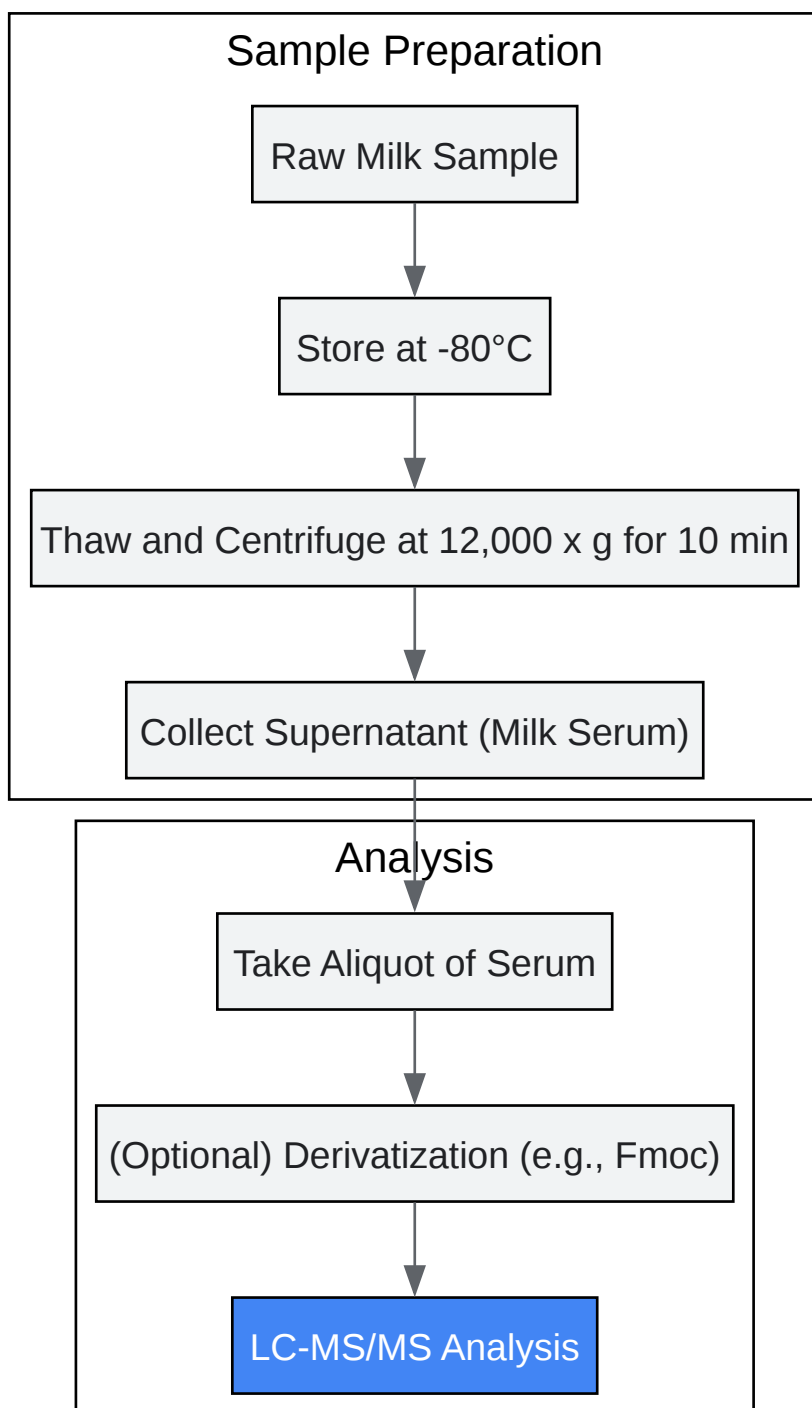 Sample Preparation
Raw Milk Sample
Store at -80°C
Thaw and Centrifuge at 12,000 x g for 10 min
Collect Supernatant (Milk Serum)
Analysis
Take Aliquot of Serum
(Optional) Derivatization (e.g., Fmoc)
LC-MS/MS Analysis